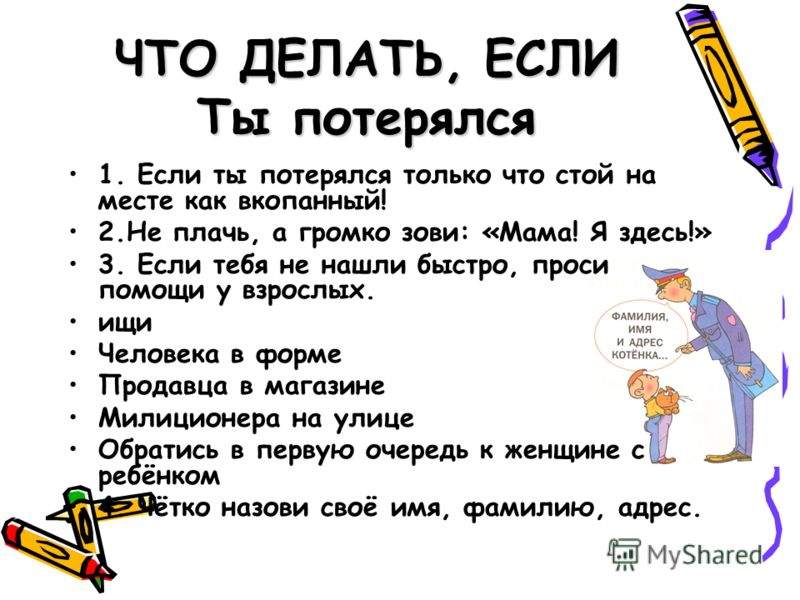 ЧТО ДЕЛАТЬ, ЕСЛИ
Ты потерялся
• 1. Если ты потерялся только что стой на
месте как вкопанный!
• 2.Не плачь, а громко зови: «Мама! Я здесь!»
• 3. Если тебя не нашли быстро, проси
помощи у взрослых.
• ищи
• Человека в форме
• Продавца в магазине
• Милиционера на улице
• Обратись в первую очередь к женщине с
ребёнком
• 4. Чётко назови своё имя, фамилию, адрес.
ФАМИЛИЯ,
ИМЯ
И АДРЕС
КОТЁНКА...
MyShared